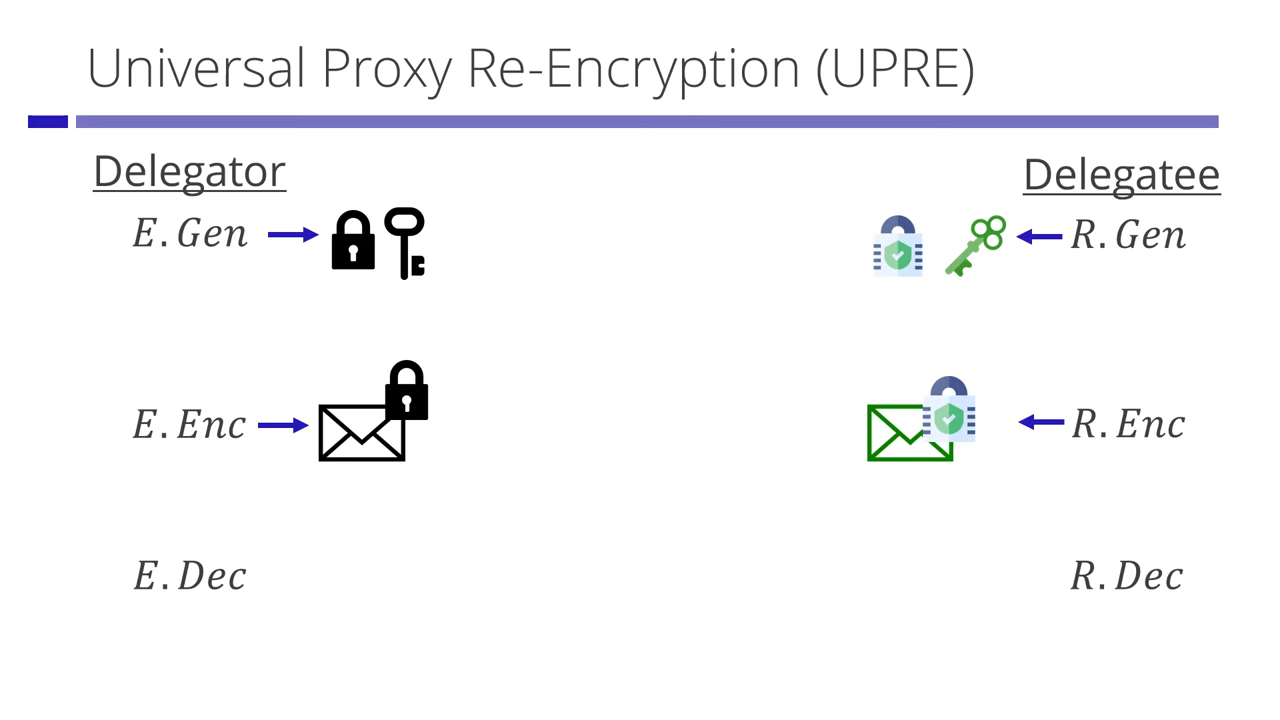 Universal Proxy Re-Encryption (UPRE)
Delegator
Delegatee
E.Gen
R.Gen
E.Enc
R.Enc
E.Dec
R.Dec